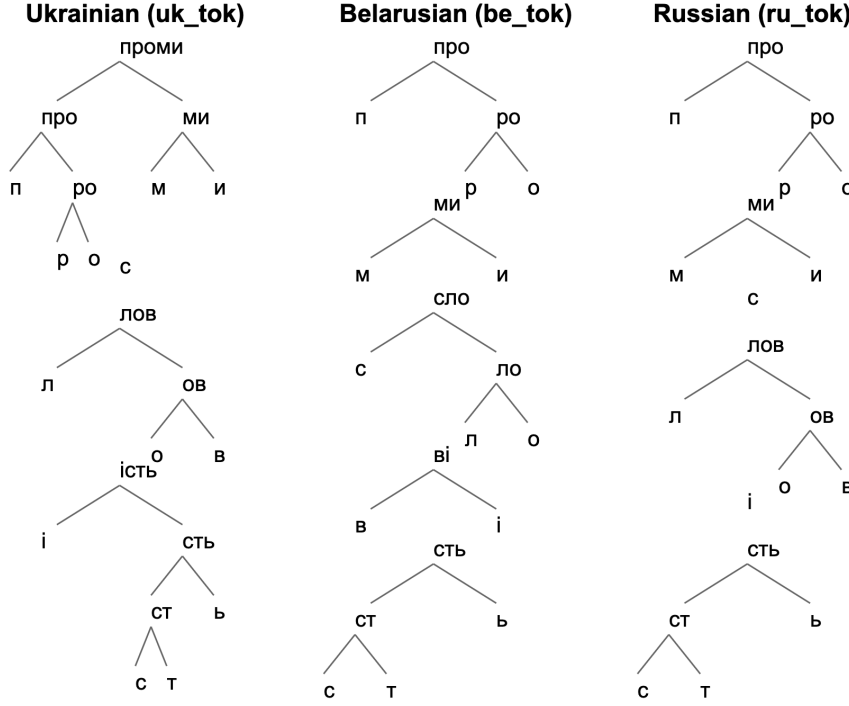 Ukrainian (uk_tok)
проми
про ми
п ро м и
р о
с
лов
л ов
о в
ість
і сть
ст ь
с т
Belarusian (be_tok)
про
п ро
р о
ми
м и
сло
с ло
л о
ві
в і
сть
ст ь
с т
Russian (ru_tok)
про
п ро
р о
ми
м и
с
лов
л ов
о в
і
сть
ст ь
с т